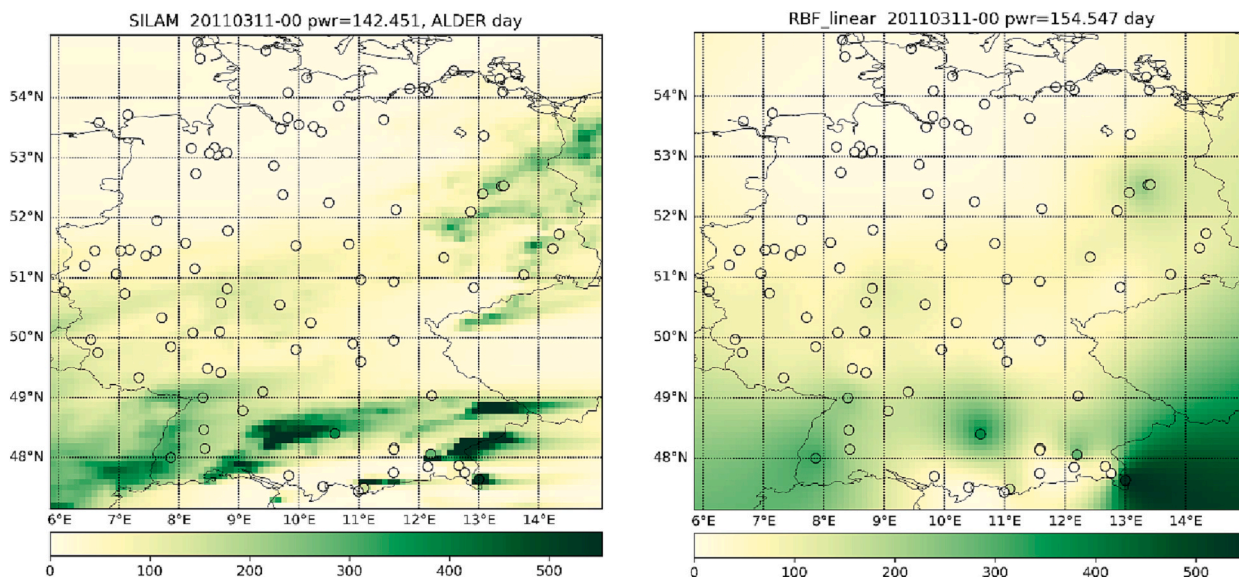 SILAM 20110311-00 pwr=142.451, ALDER day
54°N
53°N
52°N
51°N
50°N
49°N
48°N
6°E 7°E 8°E 9°E 10°E 11°E 12°E 13°E 14°E
0 100 200 300 400 500
RBF_linear 20110311-00 pwr=154.547 day
54°N
53°N
52°N
51°N
50°N
49°N
48°N
6°E 7°E 8°E 9°E 10°E 11°E 12°E 13°E 14°E
0 100 200 300 400 500